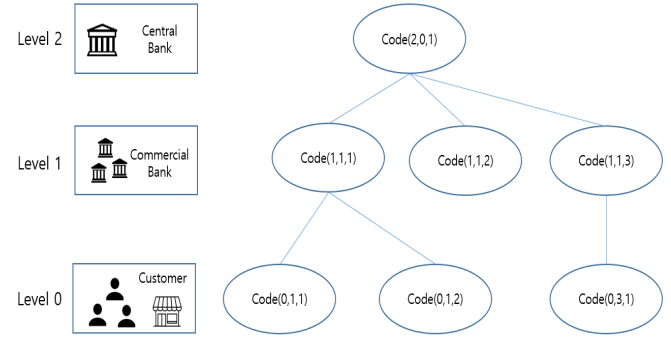 Level 2
Central
Bank
Code(2,0,1)
Level 1
Commercial
Bank
Code(1,1,1)
Code(1,1,2)
Code(1,1,3)
Level 0
Customer
Code(0,1,1)
Code(0,1,2)
Code(0,3,1)